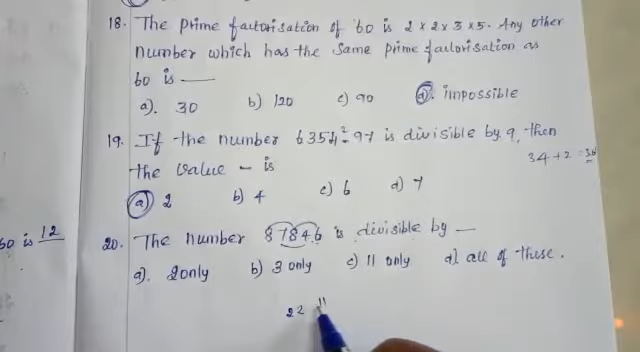 18. The prime factorisation of 60 is 2 x 2 x 3 x 5. Any other
number which has the same prime factorisation as
60 is —
a). 30 b) 120 c) 90 d). impossible
19. If the number 6354 2 - 97 is divisible by 9, then
the value - is 34 + 2 = 36
a) 2 b) 4 c) 6 d) 7
60 is 12
20. The number 87846 is divisible by —
a). 2only b) 3 only c) 11 only d) all of these.
22 11